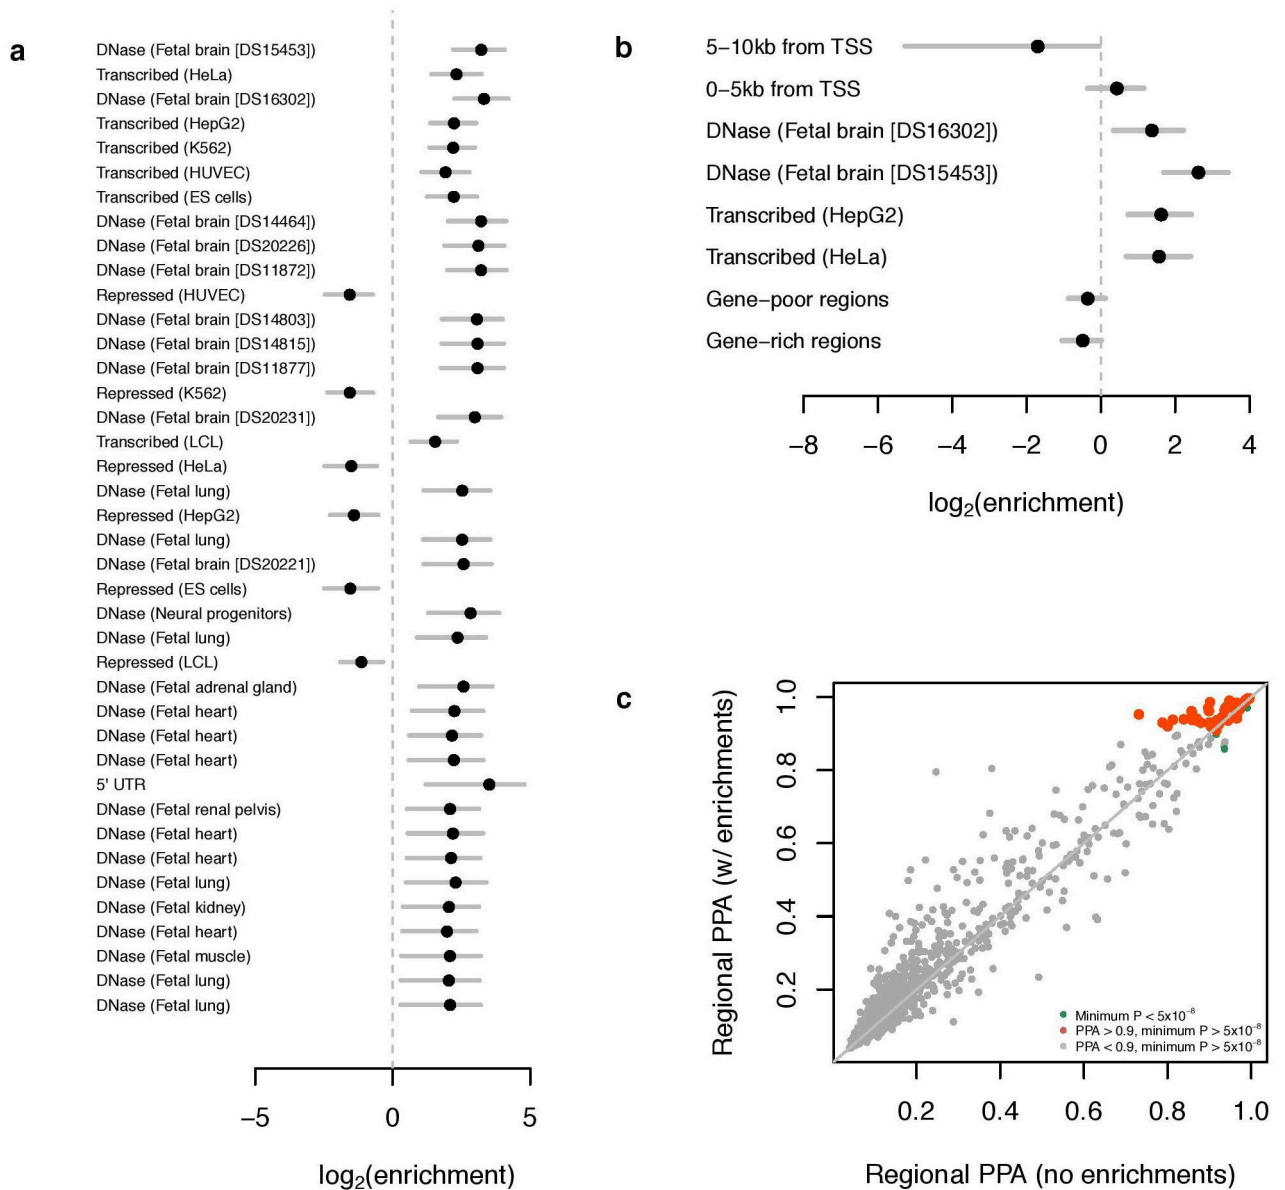 a
DNase (Fetal brain [DS15453])
Transcribed (HeLa)
DNase (Fetal brain [DS16302])
Transcribed (HepG2)
Transcribed (K562)
Transcribed (HUVEC)
Transcribed (ES cells)
DNase (Fetal brain [DS14464])
DNase (Fetal brain [DS20226])
DNase (Fetal brain [DS11872])
Repressed (HUVEC)
DNase (Fetal brain [DS14803])
DNase (Fetal brain [DS14815])
DNase (Fetal brain [DS11877])
Repressed (K562)
DNase (Fetal brain [DS20231])
Transcribed (LCL)
Repressed (HeLa)
DNase (Fetal lung)
Repressed (HepG2)
DNase (Fetal lung)
DNase (Fetal brain [DS20221])
Repressed (ES cells)
DNase (Neural progenitors)
DNase (Fetal lung)
Repressed (LCL)
DNase (Fetal adrenal gland)
DNase (Fetal heart)
DNase (Fetal heart)
DNase (Fetal heart)
5' UTR
DNase (Fetal renal pelvis)
DNase (Fetal heart)
DNase (Fetal heart)
DNase (Fetal lung)
DNase (Fetal kidney)
DNase (Fetal heart)
DNase (Fetal muscle)
DNase (Fetal lung)
DNase (Fetal lung)
−5 0 5
log₂(enrichment)
b
5−10kb from TSS
0−5kb from TSS
DNase (Fetal brain [DS16302])
DNase (Fetal brain [DS15453])
Transcribed (HepG2)
Transcribed (HeLa)
Gene−poor regions
Gene−rich regions
−8 −6 −4 −2 0 2 4
log₂(enrichment)
c
Regional PPA (w/ enrichments)
1.0
0.8
0.6
0.4
0.2
Minimum P < 5x10⁻⁸
PPA > 0.9, minimum P > 5x10⁻⁸
PPA < 0.9, minimum P > 5x10⁻⁸
0.2 0.4 0.6 0.8 1.0
Regional PPA (no enrichments)